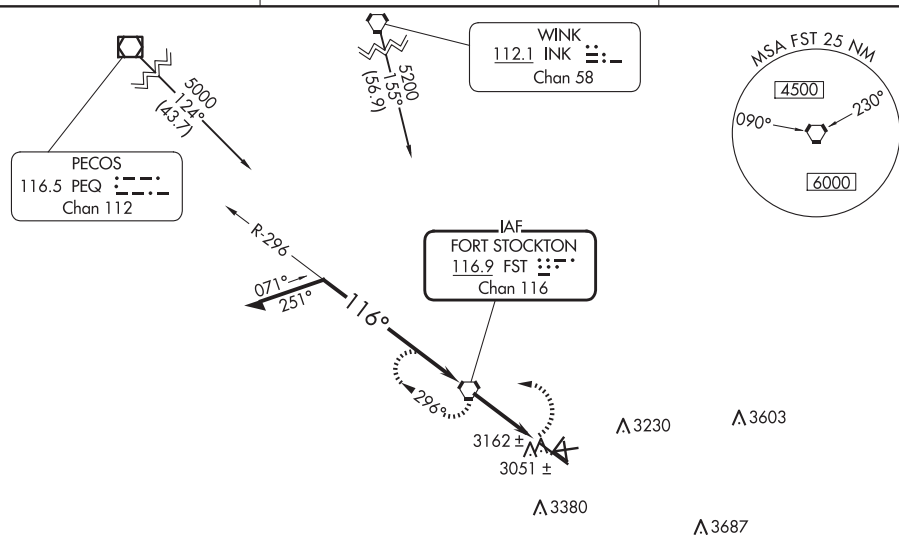 WINK
112.1 INK
Chan 58
5000
124°
(43.7)
5200
155°
(56.9)
MSA FST 25 NM
4500
090°
230°
6000
PECOS
116.5 PEQ
Chan 112
R-296
IAF
FORT STOCKTON
116.9 FST
Chan 116
071°
251°
116°
296°
3162 ±
3051 ±
3230
3603
3380
3687